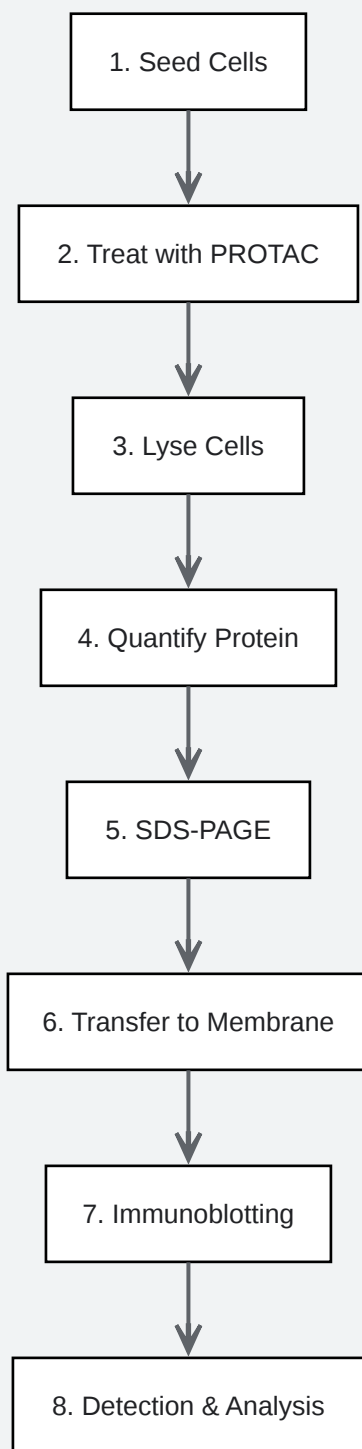 1. Seed Cells
2. Treat with PROTAC
3. Lyse Cells
4. Quantify Protein
5. SDS-PAGE
6. Transfer to Membrane
7. Immunoblotting
8. Detection & Analysis